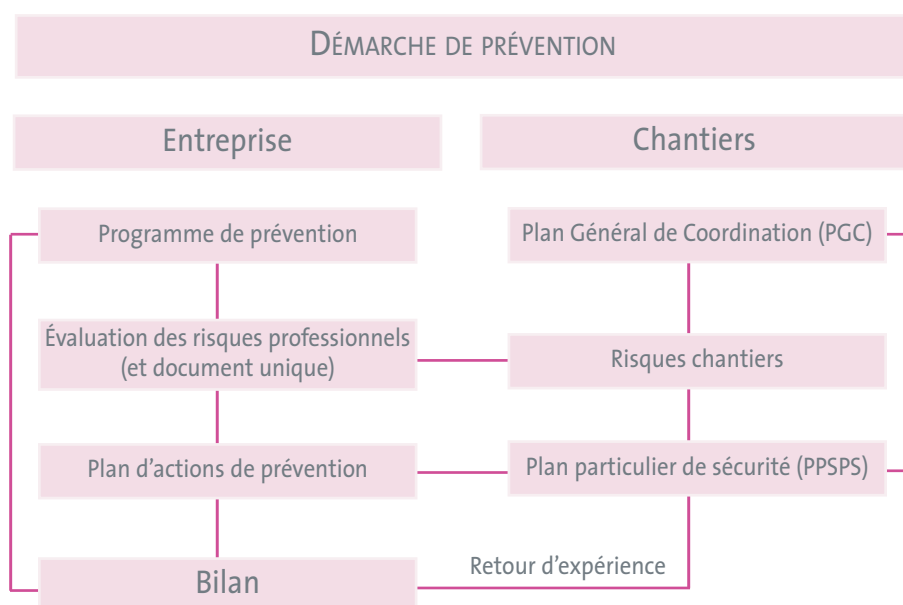 DÉMARCHE DE PRÉVENTION
Entreprise
Chantiers
Programme de prévention
Plan Général de Coordination (PGC)
Évaluation des risques professionnels
(et document unique)
Risques chantiers
Plan d'actions de prévention
Plan particulier de sécurité (PPSPS)
Retour d'expérience
Bilan